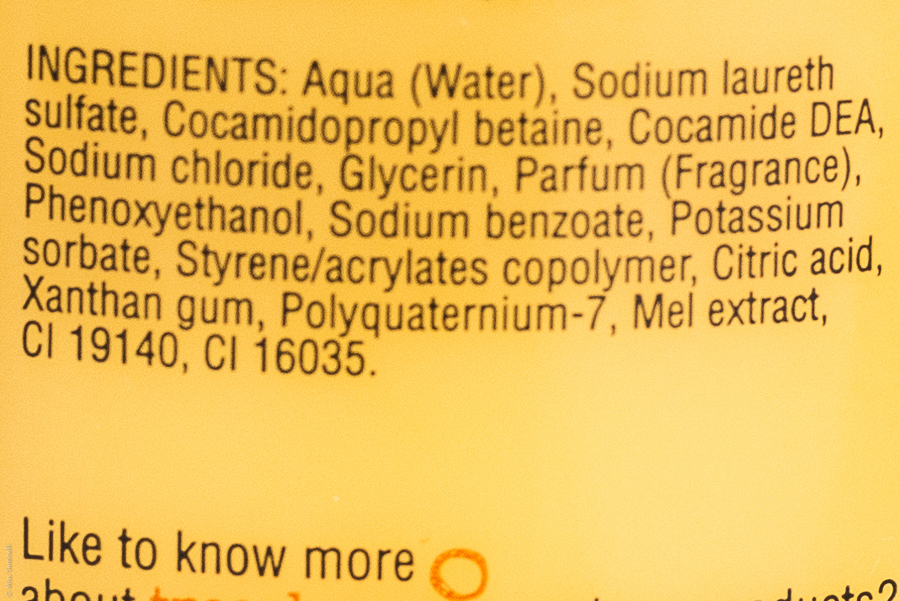 INGREDIENTS: Aqua (Water), Sodium laureth
sulfate, Cocamidopropyl betaine, Cocamide DEA,
Sodium chloride, Glycerin, Parfum (Fragrance),
Phenoxyethanol, Sodium benzoate, Potassium
sorbate, Styrene/acrylates copolymer, Citric acid,
Xanthan gum, Polyquaternium-7, Mel extract,
CI 19140, CI 16035.
Like to know more
about